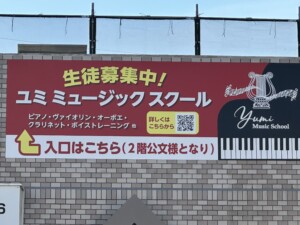 生徒募集中!
ユミ ミュージック スクール
ピアノ・ヴァイオリン・オーボエ・
クラリネット・ボイストレーニング 他
詳しくは
こちらから
Yumi
Music School
入口はこちら(2階公文様となり)
6